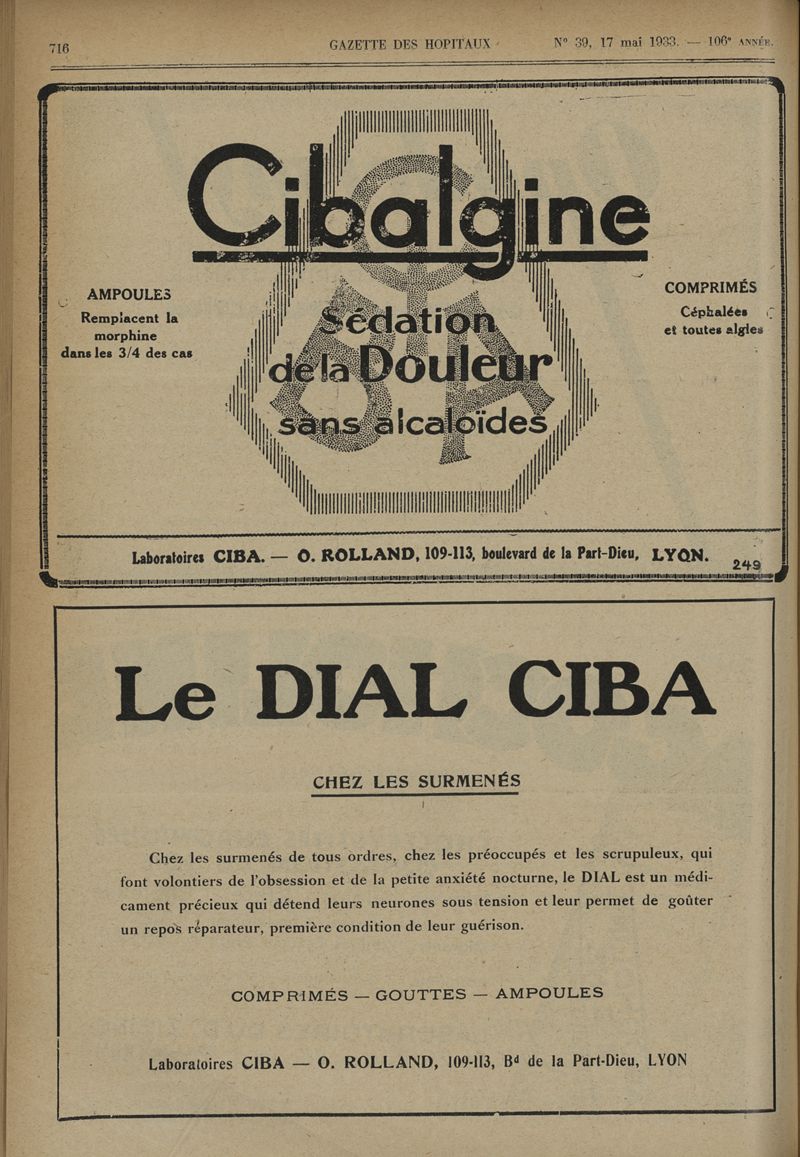 716 GAZETTE DES HOPITAUX N° 39, 17 mai 1933. — 106e ANNÉE.
Cibalgine
AMPOULES
Remplacent la
morphine
dans les 3/4 des cas
COMPRIMÉS
Céphalées
et toutes algies
Sédation
de la Douleur
sans alcaloïdes
CIBA
Laboratoires CIBA. — O. ROLLAND, 109-113, boulevard de la Part-Dieu, LYON.
249
Le DIAL CIBA
CHEZ LES SURMENÉS
Chez les surmenés de tous ordres, chez les préoccupés et les scrupuleux, qui
font volontiers de l'obsession et de la petite anxiété nocturne, le DIAL est un médi-
cament précieux qui détend leurs neurones sous tension et leur permet de goûter
un repos réparateur, première condition de leur guérison.
COMPRIMÉS — GOUTTES — AMPOULES
Laboratoires CIBA — O. ROLLAND, 109-113, Bd de la Part-Dieu, LYON